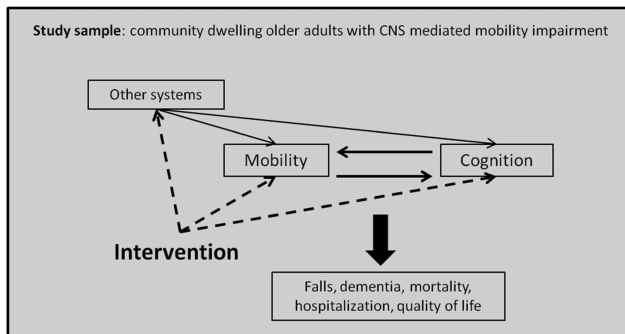 Study sample: community dwelling older adults with CNS mediated mobility impairment
Other systems
Mobility
Cognition
Intervention
Falls, dementia, mortality,
hospitalization, quality of life